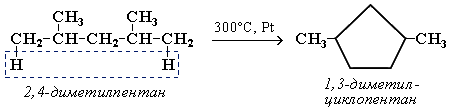 CH₃ CH₃
CH₂–CH–CH₂–CH–CH₂
H H
300°C, Pt
CH₃ CH₃
2,4-диметилпентан
1,3-диметил-
циклопентан